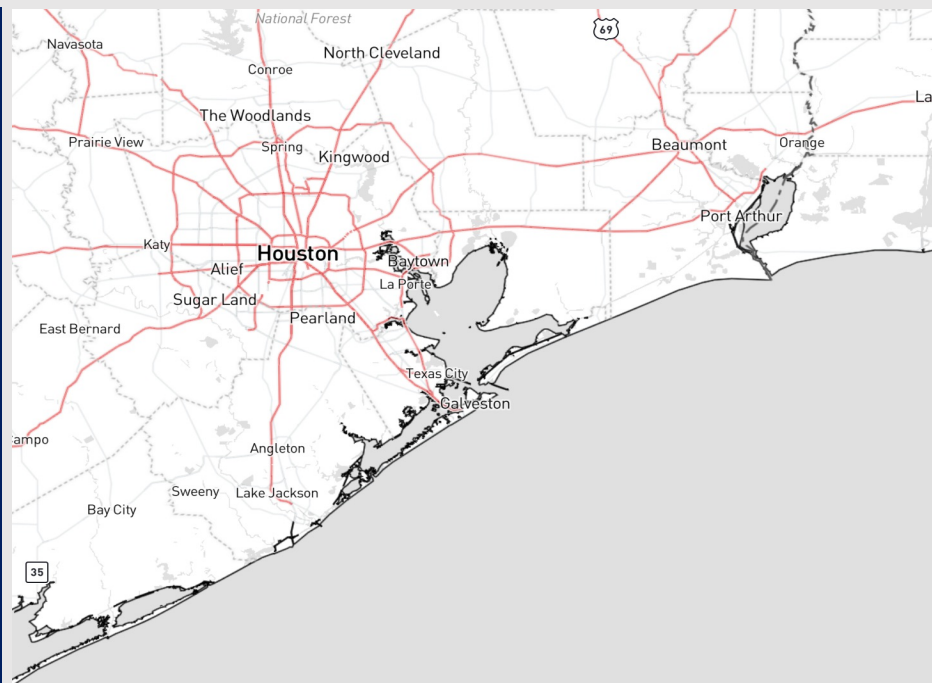 National Forest
69
Navasota
North Cleveland
Conroe
The Woodlands
Prairie View
Spring
Kingwood
Beaumont
Orange
La
Port Arthur
Katy
Houston
Baytown
Alief
La Porte
Sugar Land
Pearland
East Bernard
Texas City
Galveston
ampo
Angleton
Sweeny
Lake Jackson
Bay City
35